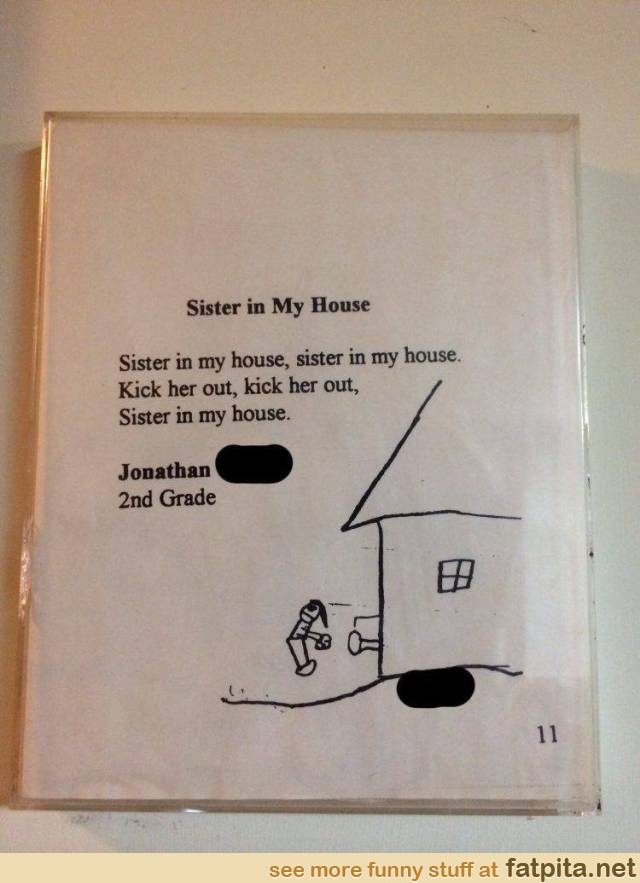 Sister in My House
Sister in my house, sister in my house.
Kick her out, kick her out,
Sister in my house.
Jonathan
2nd Grade
11
see more funny stuff at fatpita.net